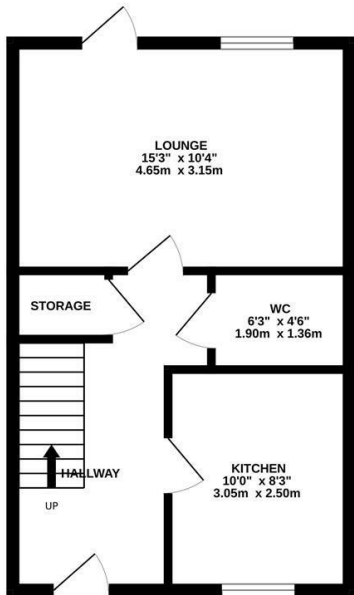 LOUNGE
15'3" x 10'4"
4.65m x 3.15m
STORAGE
WC
6'3" x 4'6"
1.90m x 1.36m
HALLWAY
UP
KITCHEN
10'0" x 8'3"
3.05m x 2.50m